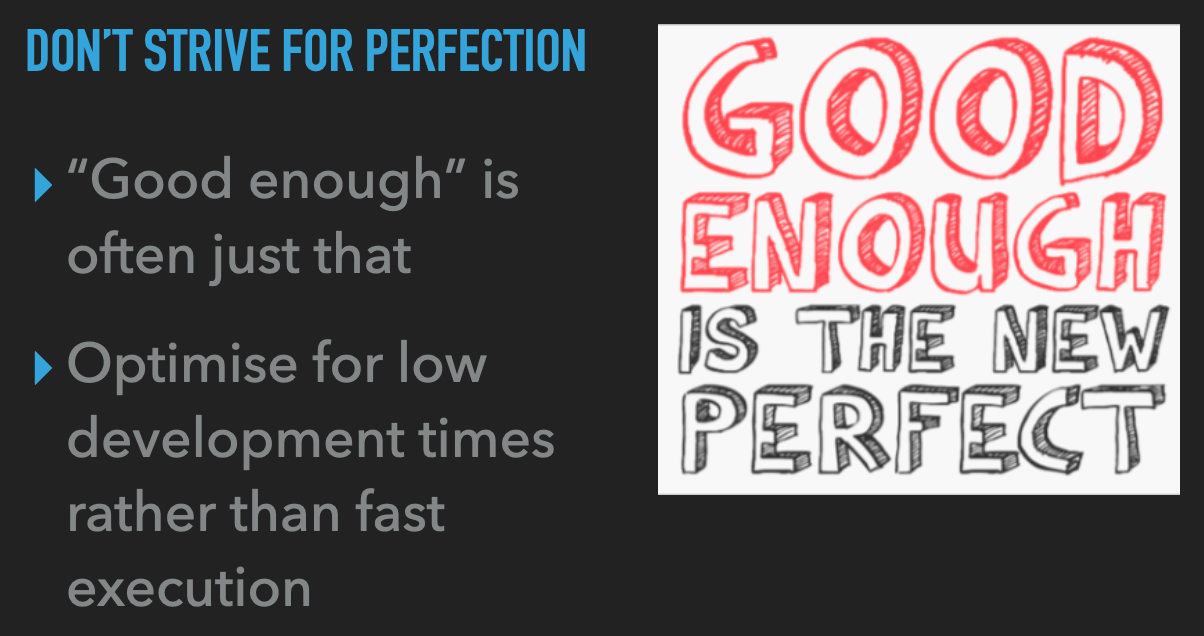 DON’T STRIVE FOR PERFECTION
“Good enough” is
often just that
Optimise for low
development times
rather than fast
execution
GOOD
ENOUGH
IS THE NEW
PERFECT